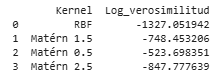 Kernel Log_verosimilitud
0 RBF -1327.051942
1 Matérn 1.5 -748.453206
2 Matérn 0.5 -523.698351
3 Matérn 2.5 -847.777639